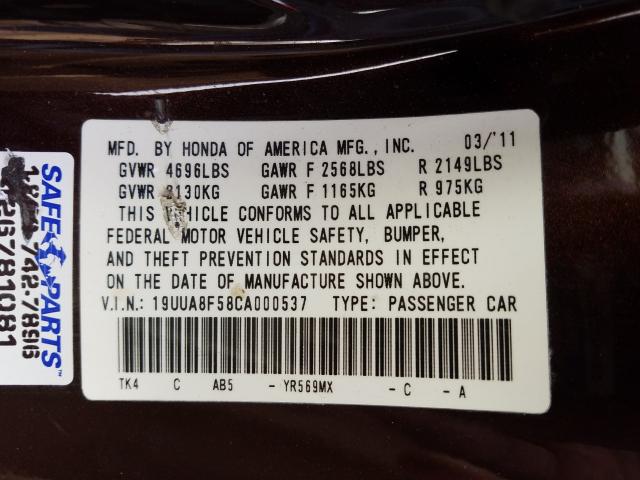 MFD. BY HONDA OF AMERICA MFG., INC. 03/'11
GVWR 4696LBS GAWR F 2568LBS R 2149LBS
GVWR 2130KG GAWR F 1165KG R 975KG
THIS VEHICLE CONFORMS TO ALL APPLICABLE
FEDERAL MOTOR VEHICLE SAFETY, BUMPER,
AND THEFT PREVENTION STANDARDS IN EFFECT
ON THE DATE OF MANUFACTURE SHOWN ABOVE.
V.I.N.: 19UUA8F58CA000537 TYPE: PASSENGER CAR
TK4 C AB5 - YR569MX - C - A
SAFE PARTS™